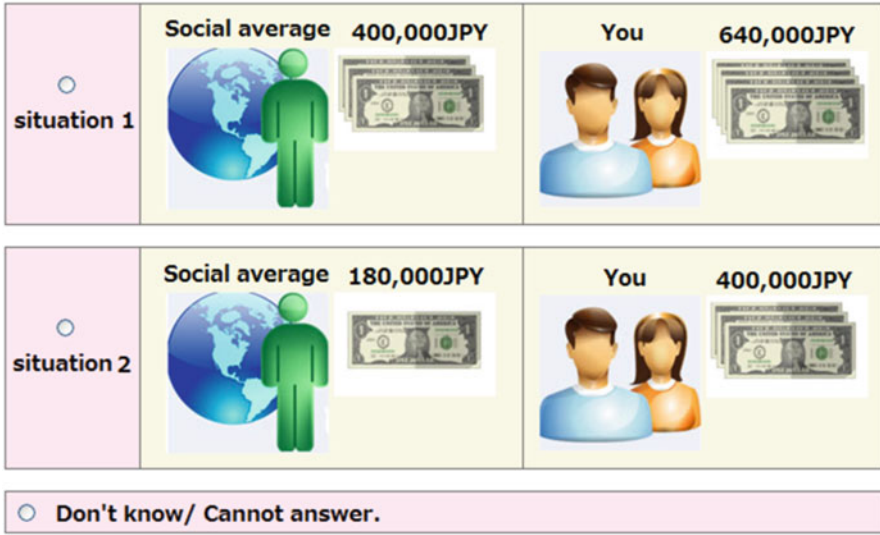 Social average 400,000JPY You 640,000JPY
situation 1
Social average 180,000JPY You 400,000JPY
situation 2
Don't know/ Cannot answer.